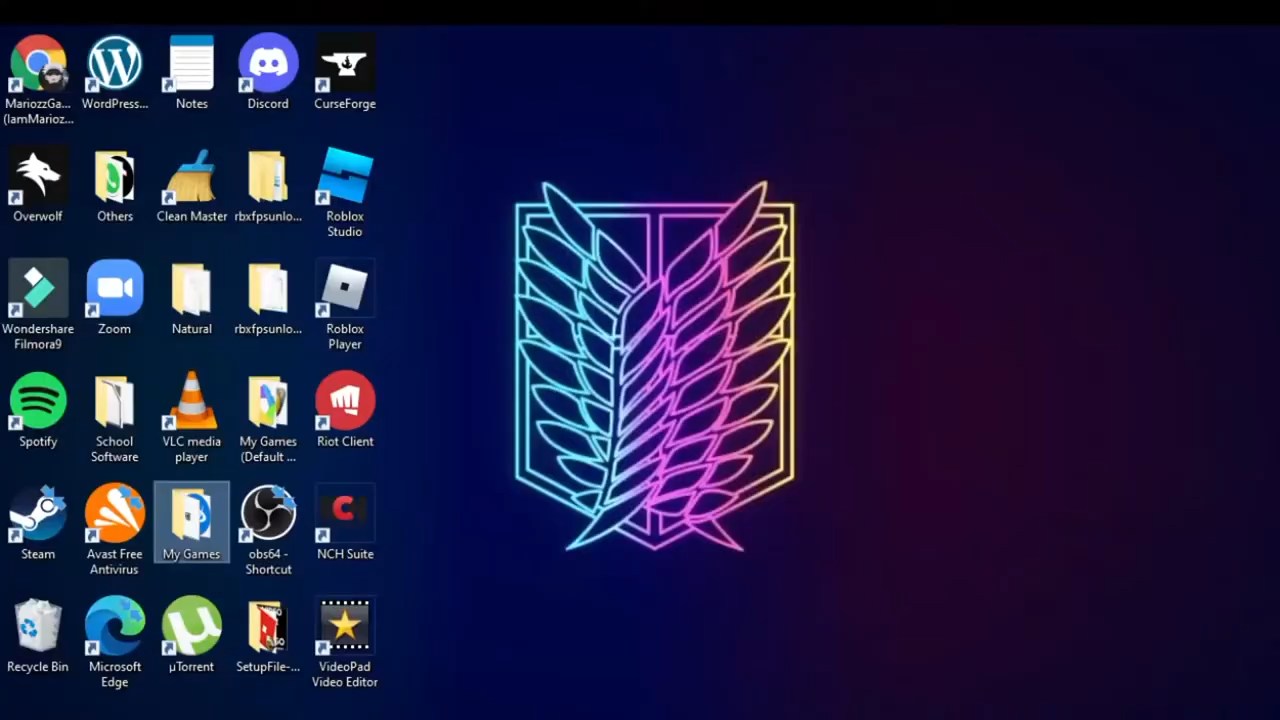 MariozzGa...
(IamMarioz...
WordPress...
Notes
Discord
CurseForge
Overwolf
Others
Clean Master
rbxfpsunlo...
Roblox
Studio
Wondershare
Filmora9
Zoom
Natural
rbxfpsunlo...
Roblox
Player
Spotify
School
Software
VLC media
player
My Games
(Default ...
Riot Client
Steam
Avast Free
Antivirus
My Games
obs64 -
Shortcut
NCH Suite
Recycle Bin
Microsoft
Edge
µTorrent
SetupFile-...
VideoPad
Video Editor